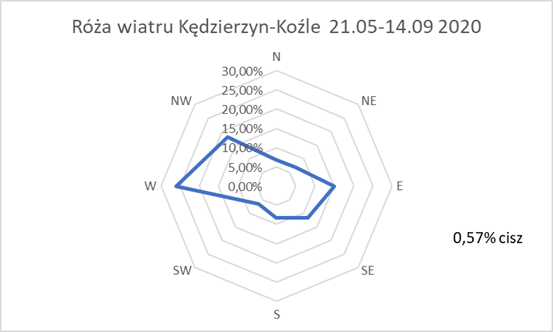 Róża wiatru Kędzierzyn-Koźle 21.05-14.09 2020
N
30,00%
25,00%
NW
NE
20,00%
15,00%
10,00%
5,00%
W
0,00%
E
0,57% cisz
SW
SE
S